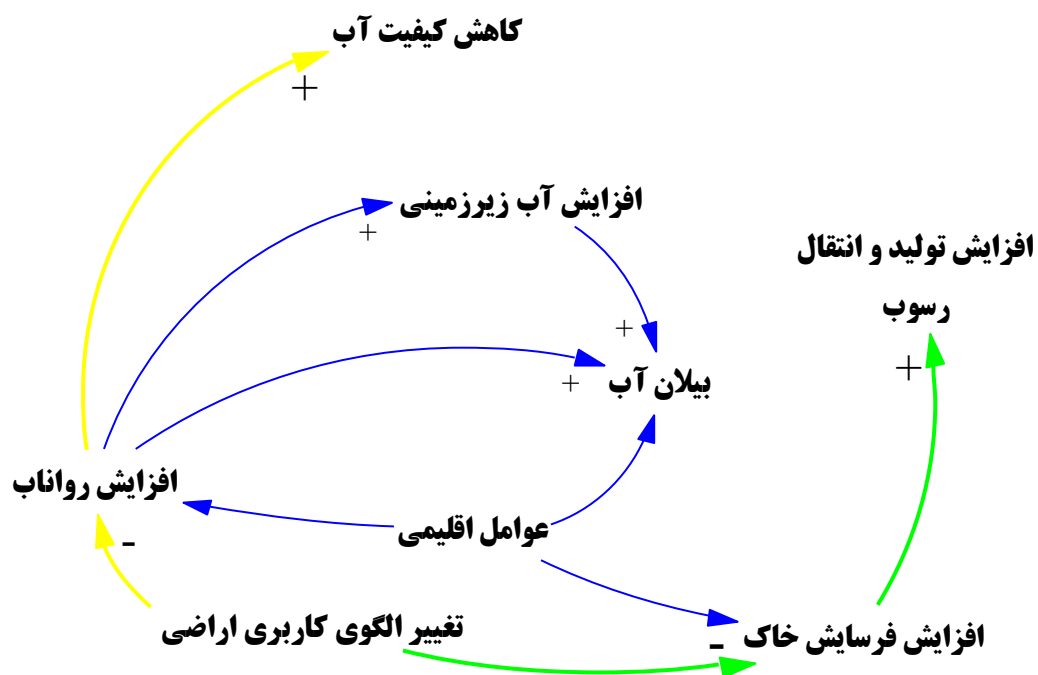 کاهش کیفیت آب
+
افزایش آب زیرزمینی
+
افزایش تولید و انتقال
رسوب
+
+
بیلان آب
+
افزایش رواناب
عوامل اقلیمی
-
تغییر الگوی کاربری اراضی
افزایش فرسایش خاک
-